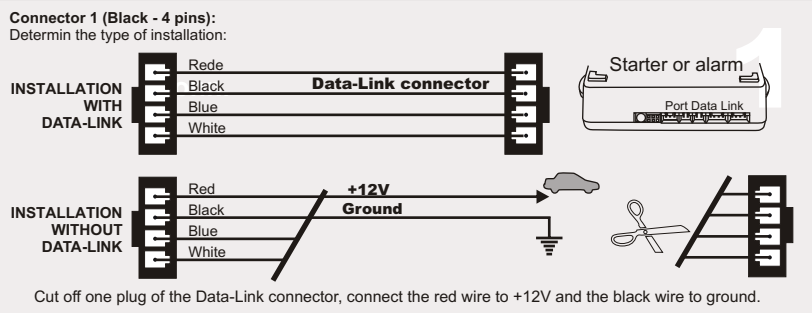 Connector 1 (Black - 4 pins):
Determin the type of installation:
1
INSTALLATION
WITH
DATA-LINK
Rede
Black
Blue
White
Data-Link connector
Starter or alarm
Port Data Link
INSTALLATION
WITHOUT
DATA-LINK
Red
Black
Blue
White
+12V
Ground
Cut off one plug of the Data-Link connector, connect the red wire to +12V and the black wire to ground.